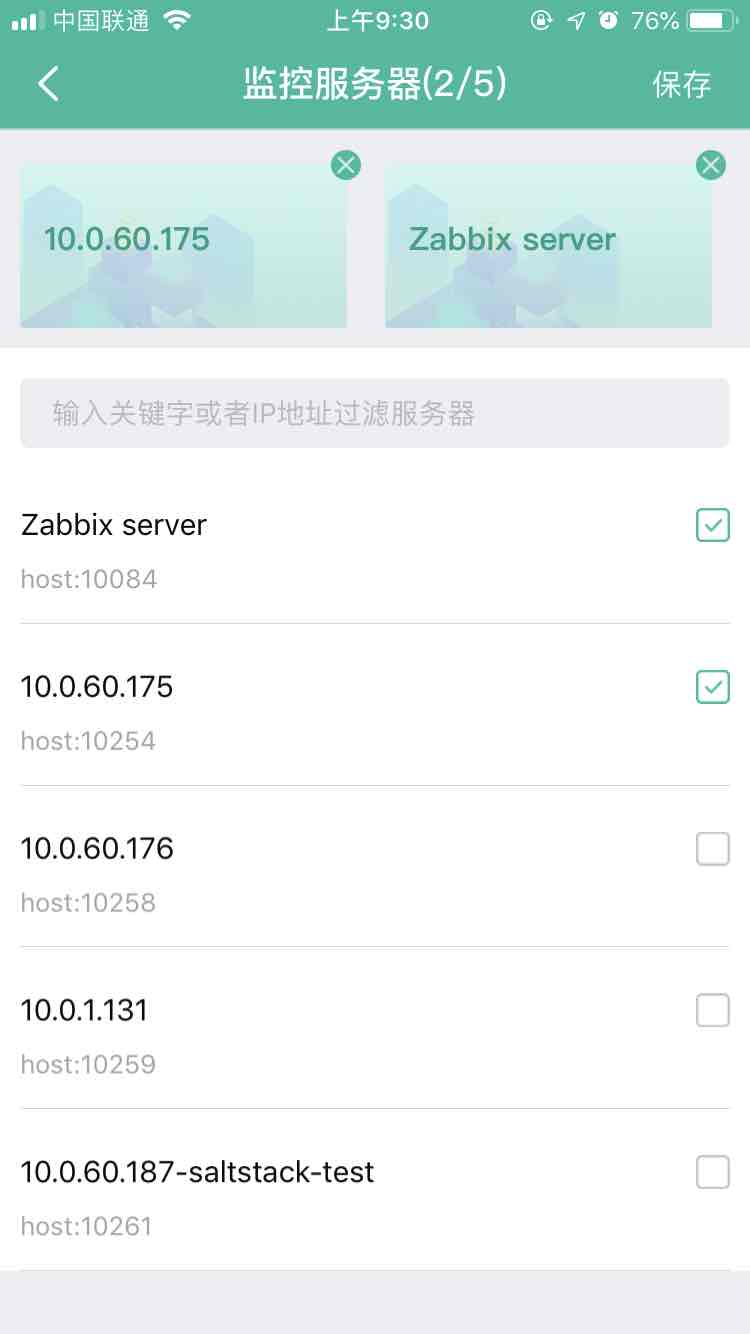 中国联通 上午9:30 76%
监控服务器(2/5) 保存
10.0.60.175 Zabbix server
输入关键字或者IP地址过滤服务器
Zabbix server
host:10084
10.0.60.175
host:10254
10.0.60.176
host:10258
10.0.1.131
host:10259
10.0.60.187-saltstack-test
host:10261